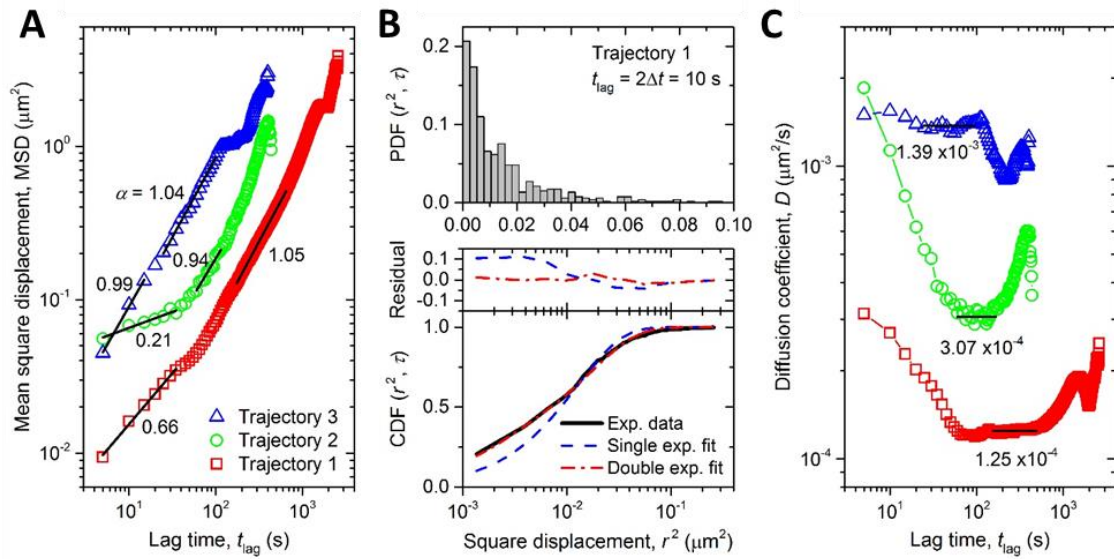 A
Mean square displacement, MSD (μm²)
10⁰
10⁻¹
10⁻²
α = 1.04
0.99
0.94
1.05
0.21
0.66
Trajectory 3
Trajectory 2
Trajectory 1
10¹ 10² 10³
Lag time, t_lag (s)
B
PDF (r², τ)
0.2
0.1
0.0
Trajectory 1
t_lag = 2Δt = 10 s
0.00 0.02 0.04 0.06 0.08 0.10
Residual
0.1
0.0
-0.1
CDF (r², τ)
1.0
0.5
0.0
Exp. data
Single exp. fit
Double exp. fit
10⁻³ 10⁻² 10⁻¹
Square displacement, r² (μm²)
C
Diffusion coefficient, D (μm²/s)
10⁻³
10⁻⁴
1.39 x10⁻³
3.07 x10⁻⁴
1.25 x10⁻⁴
10¹ 10² 10³
Lag time, t_lag (s)